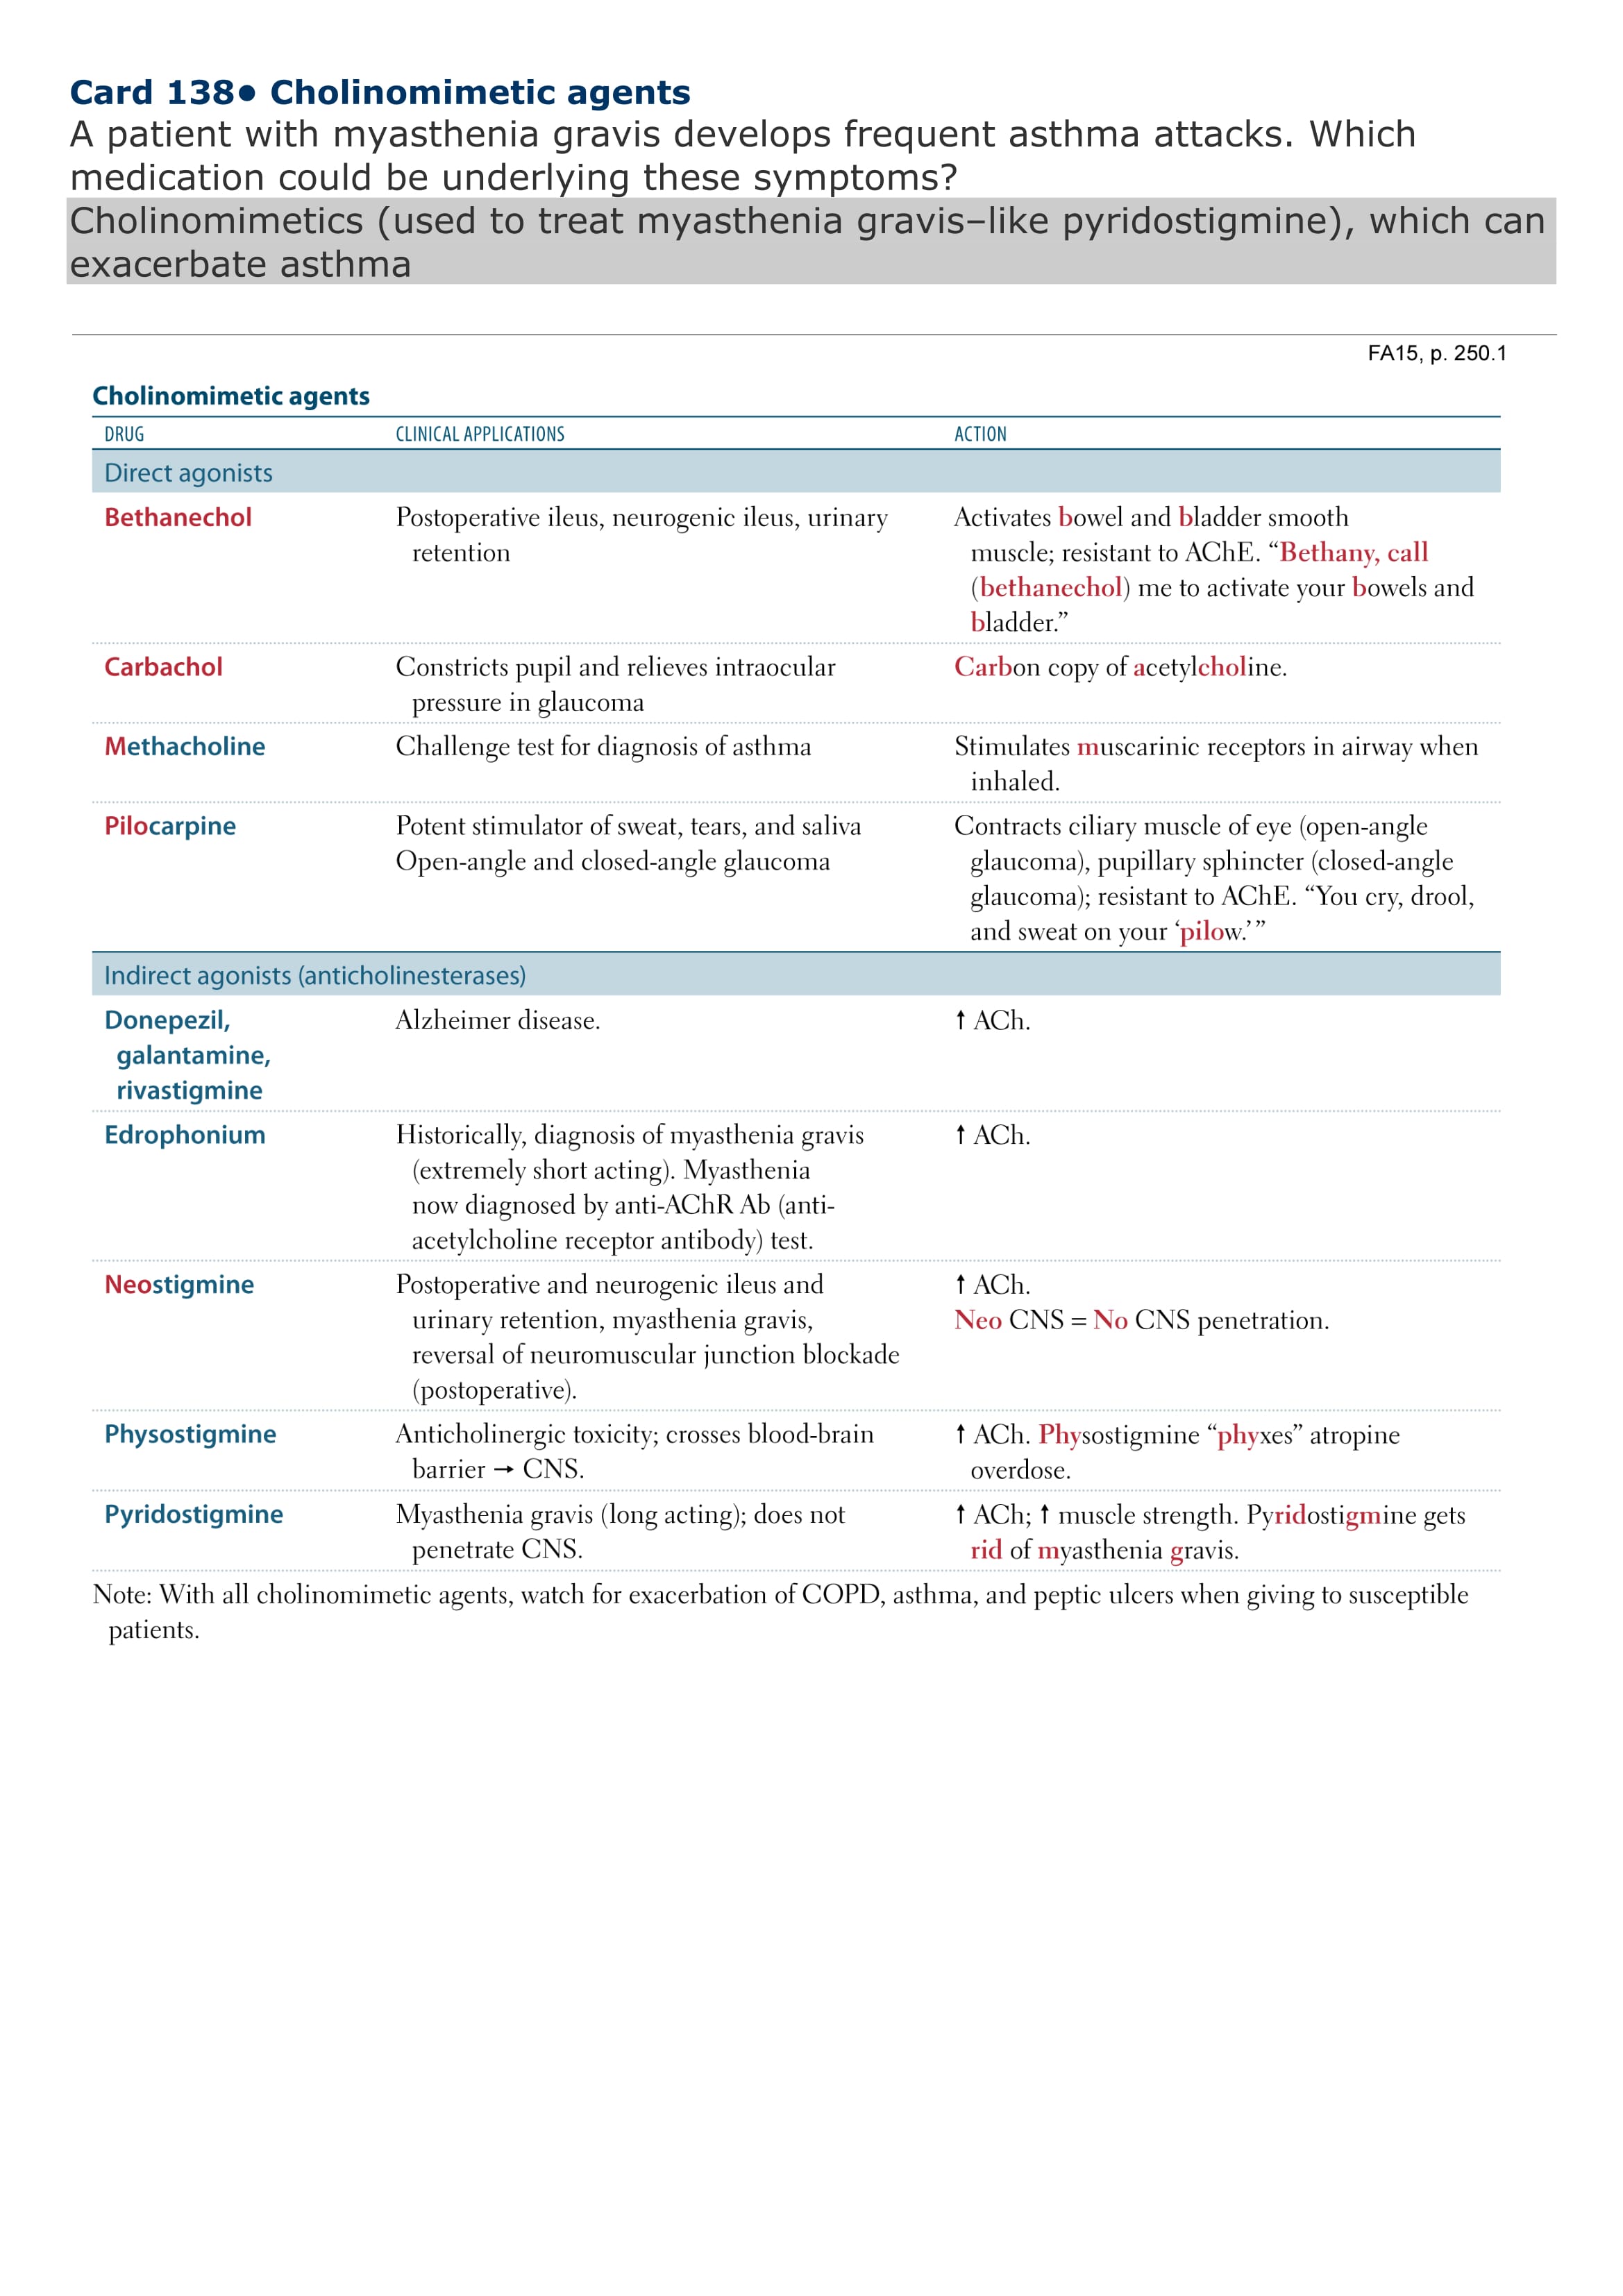 Card 138• Cholinomimetic agents
A patient with myasthenia gravis develops frequent asthma attacks. Which
medication could be underlying these symptoms?
Cholinomimetics (used to treat myasthenia gravis–like pyridostigmine), which can
exacerbate asthma
FA15, p. 250.1
Cholinomimetic agents
DRUG CLINICAL APPLICATIONS ACTION
Direct agonists
Bethanechol Postoperative ileus, neurogenic ileus, urinary Activates bowel and bladder smooth
retention muscle; resistant to AChE. “Bethany, call
(bethanechol) me to activate your bowels and
bladder.”
Carbachol Constricts pupil and relieves intraocular Carbon copy of acetylcholine.
pressure in glaucoma
Methacholine Challenge test for diagnosis of asthma Stimulates muscarinic receptors in airway when
inhaled.
Pilocarpine Potent stimulator of sweat, tears, and saliva Contracts ciliary muscle of eye (open-angle
Open-angle and closed-angle glaucoma glaucoma), pupillary sphincter (closed-angle
glaucoma); resistant to AChE. “You cry, drool,
and sweat on your ‘pilow.’”
Indirect agonists (anticholinesterases)
Donepezil, Alzheimer disease. ↑ ACh.
galantamine,
rivastigmine
Edrophonium Historically, diagnosis of myasthenia gravis ↑ ACh.
(extremely short acting). Myasthenia
now diagnosed by anti-AChR Ab (anti-
acetylcholine receptor antibody) test.
Neostigmine Postoperative and neurogenic ileus and ↑ ACh.
urinary retention, myasthenia gravis, Neo CNS = No CNS penetration.
reversal of neuromuscular junction blockade
(postoperative).
Physostigmine Anticholinergic toxicity; crosses blood-brain ↑ ACh. Physostigmine “phyxes” atropine
barrier → CNS. overdose.
Pyridostigmine Myasthenia gravis (long acting); does not ↑ ACh; ↑ muscle strength. Pyridostigmine gets
penetrate CNS. rid of myasthenia gravis.
Note: With all cholinomimetic agents, watch for exacerbation of COPD, asthma, and peptic ulcers when giving to susceptible
patients.